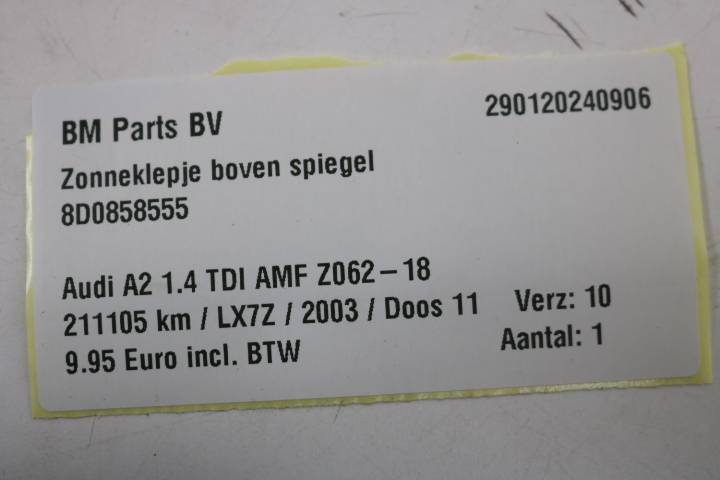 BM Parts BV 290120240906
Zonneklepje boven spiegel
8D0858555
Audi A2 1.4 TDI AMF Z062-18
211105 km / LX7Z / 2003 / Doos 11 Verz: 10
9.95 Euro incl. BTW Aantal: 1